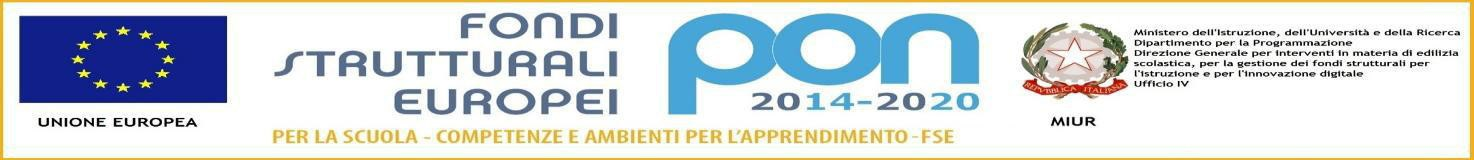 UNIONE EUROPEA
FONDI
STRUTTURALI
EUROPEI
pon
2014-2020
PER LA SCUOLA - COMPETENZE E AMBIENTI PER L'APPRENDIMENTO-FSE
REPVBBLICA ITALIANA
MIUR
Ministero dell'Istruzione, dell'Università e della Ricerca
Dipartimento per la Programmazione
Direzione Generale per interventi in materia di edilizia
scolastica, per la gestione dei fondi strutturali per
l'istruzione e per l'innovazione digitale
Ufficio IV